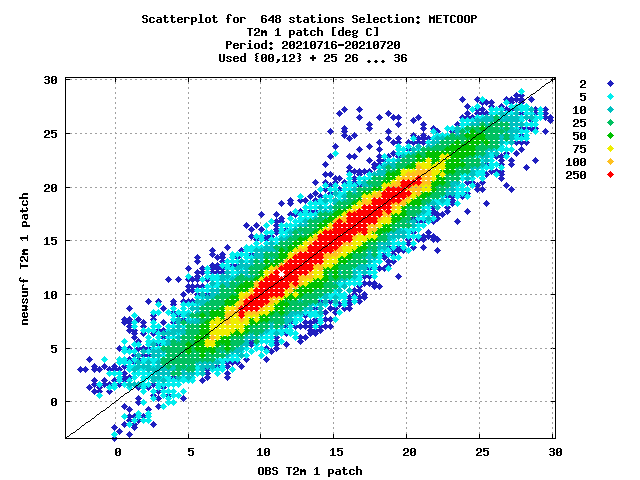 Scatterplot for  648 stations Selection: METCOOP
T2m 1 patch [deg C]
Period: 20210716-20210720
Used {00,12} + 25 26 ... 36
30
25
20
15
10
5
0
newsurf T2m 1 patch
0 5 10 15 20 25 30
OBS T2m 1 patch
2
5
10
25
50
75
100
250